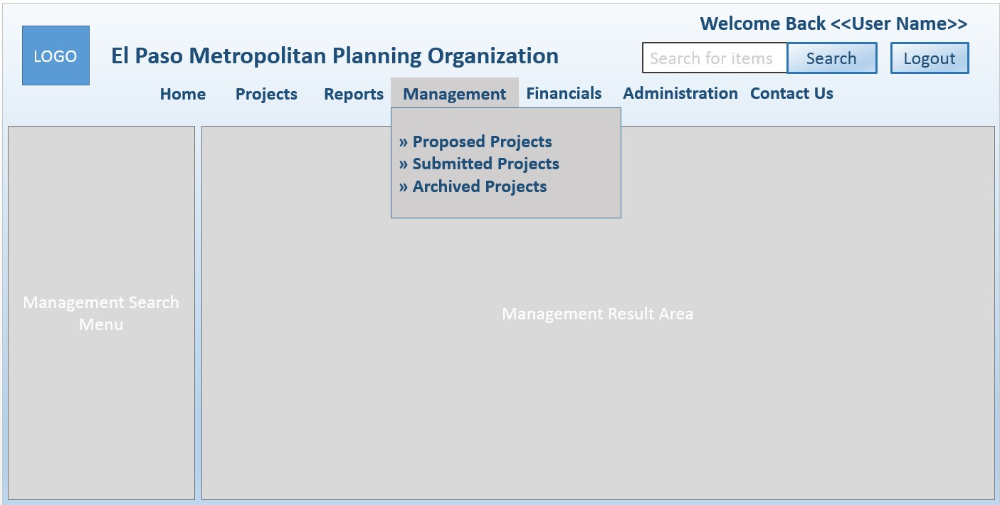 Welcome Back <<User Name>>
LOGO
El Paso Metropolitan Planning Organization
Search for items
Search
Logout
Home
Projects
Reports
Management
Financials
Administration
Contact Us
» Proposed Projects
» Submitted Projects
» Archived Projects
Management Search
Menu
Management Result Area